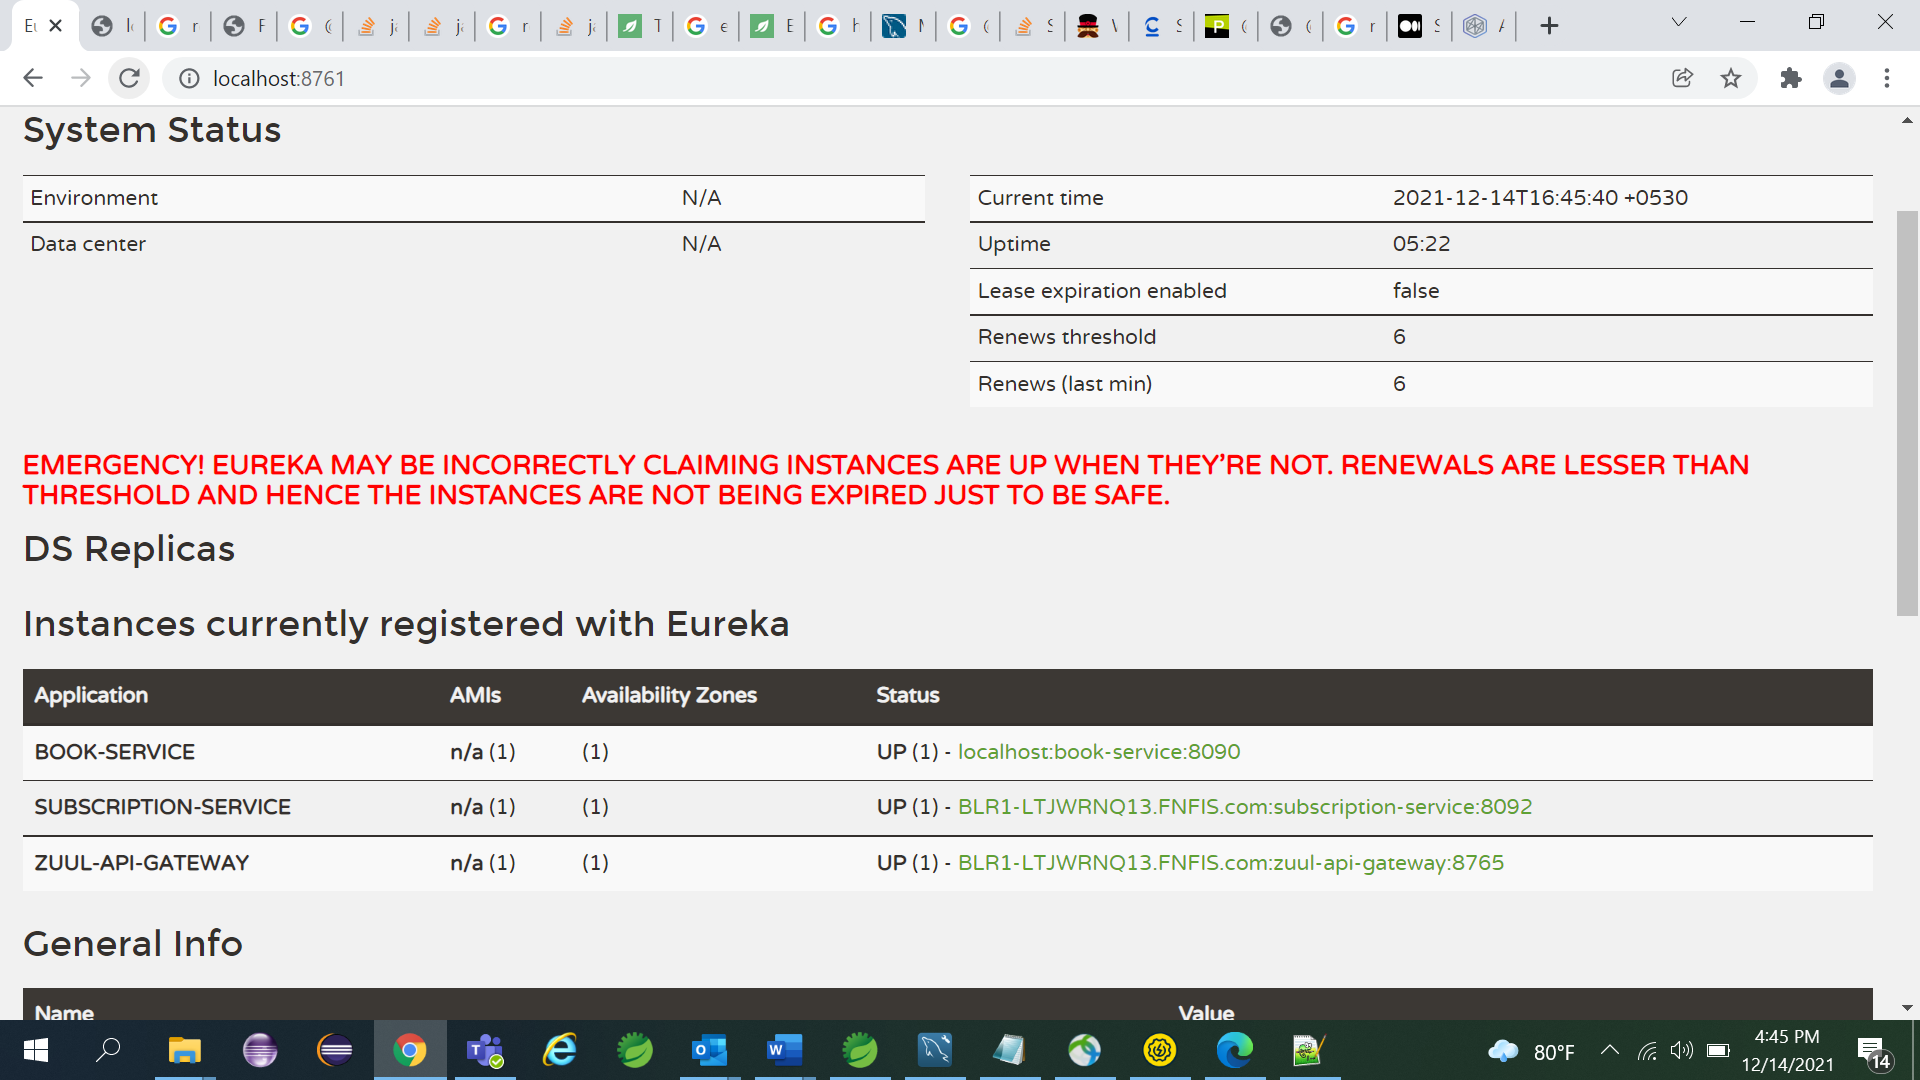 localhost:8761
System Status
Environment N/A
Data center N/A
Current time 2021-12-14T16:45:40 +0530
Uptime 05:22
Lease expiration enabled false
Renews threshold 6
Renews (last min) 6
EMERGENCY! EUREKA MAY BE INCORRECTLY CLAIMING INSTANCES ARE UP WHEN THEY’RE NOT. RENEWALS ARE LESSER THAN
THRESHOLD AND HENCE THE INSTANCES ARE NOT BEING EXPIRED JUST TO BE SAFE.
DS Replicas
Instances currently registered with Eureka
Application AMIs Availability Zones Status
BOOK-SERVICE n/a (1) (1) UP (1) - localhost:book-service:8090
SUBSCRIPTION-SERVICE n/a (1) (1) UP (1) - BLR1-LTJWRNQ13.FNFIS.com:subscription-service:8092
ZUUL-API-GATEWAY n/a (1) (1) UP (1) - BLR1-LTJWRNQ13.FNFIS.com:zuul-api-gateway:8765
General Info
Name Value
80°F
4:45 PM
12/14/2021
14